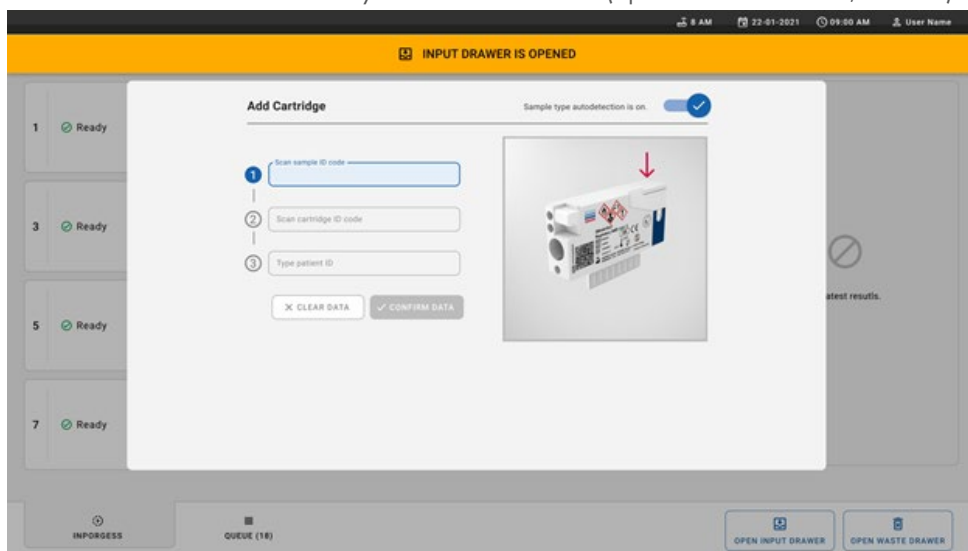 8 AM 22-01-2021 09:00 AM User Name
INPUT DRAWER IS OPENED
Add Cartridge
Sample type autodetection is on.
1 Ready
3 Ready
5 Ready
7 Ready
1 Scan sample ID code
2 Scan cartridge ID code
3 Type patient ID
CLEAR DATA
CONFIRM DATA
atest resutls.
INPORGESS
QUEUE (18)
OPEN INPUT DRAWER
OPEN WASTE DRAWER